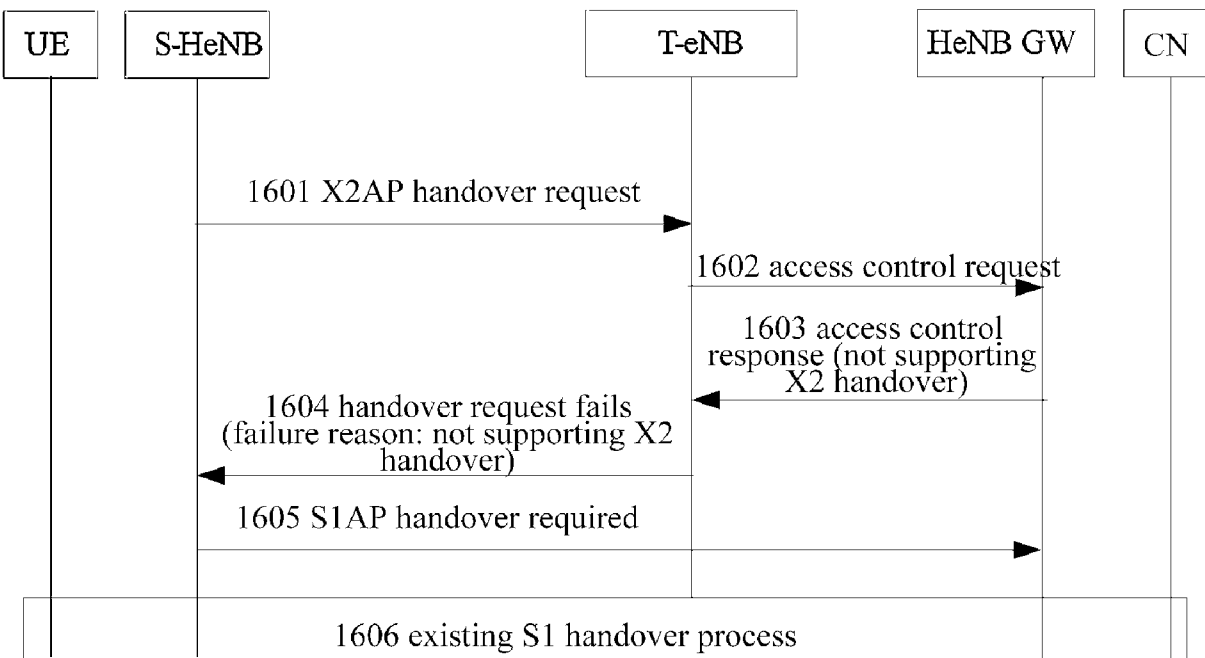 UE
S-HeNB
T-eNB
HeNB GW
CN
1601 X2AP handover request
1602 access control request
1603 access control
response (not supporting
X2 handover)
1604 handover request fails
(failure reason: not supporting X2
handover)
1605 S1AP handover required
1606 existing S1 handover process